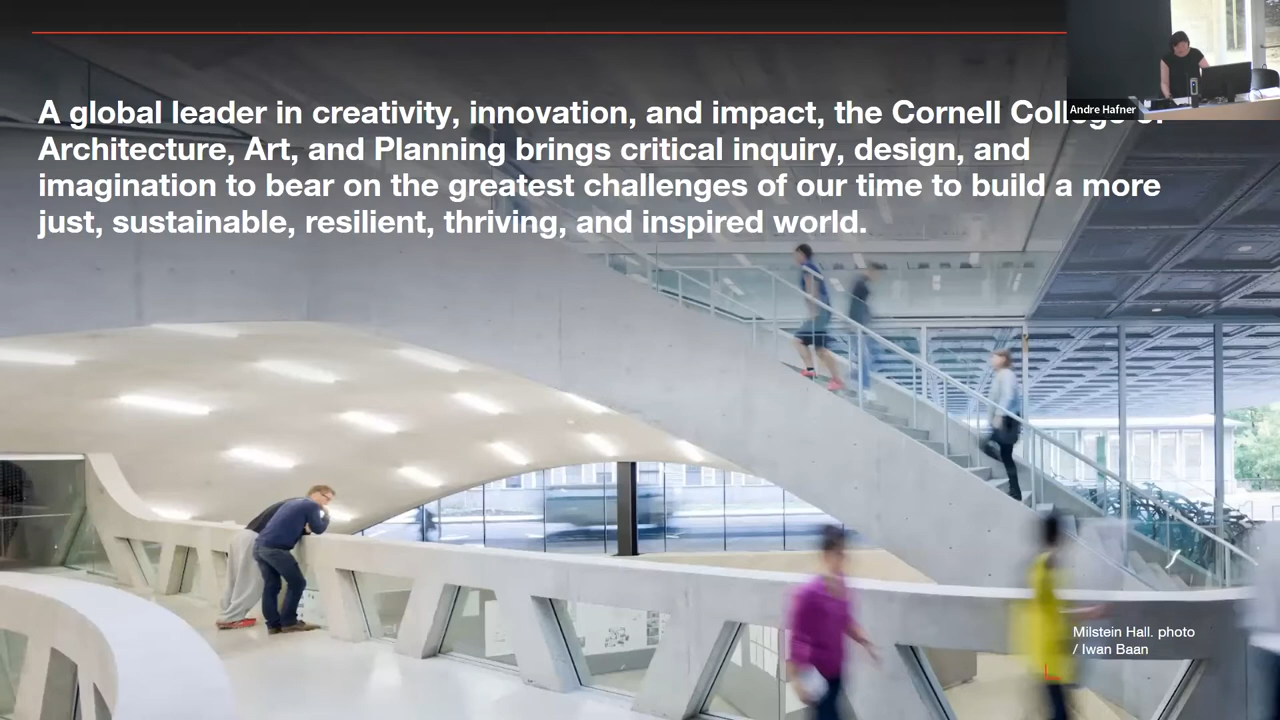 A global leader in creativity, innovation, and impact, the Cornell College of
Architecture, Art, and Planning brings critical inquiry, design, and
imagination to bear on the greatest challenges of our time to build a more
just, sustainable, resilient, thriving, and inspired world.
Andre Hafner
Milstein Hall. photo
/ Iwan Baan